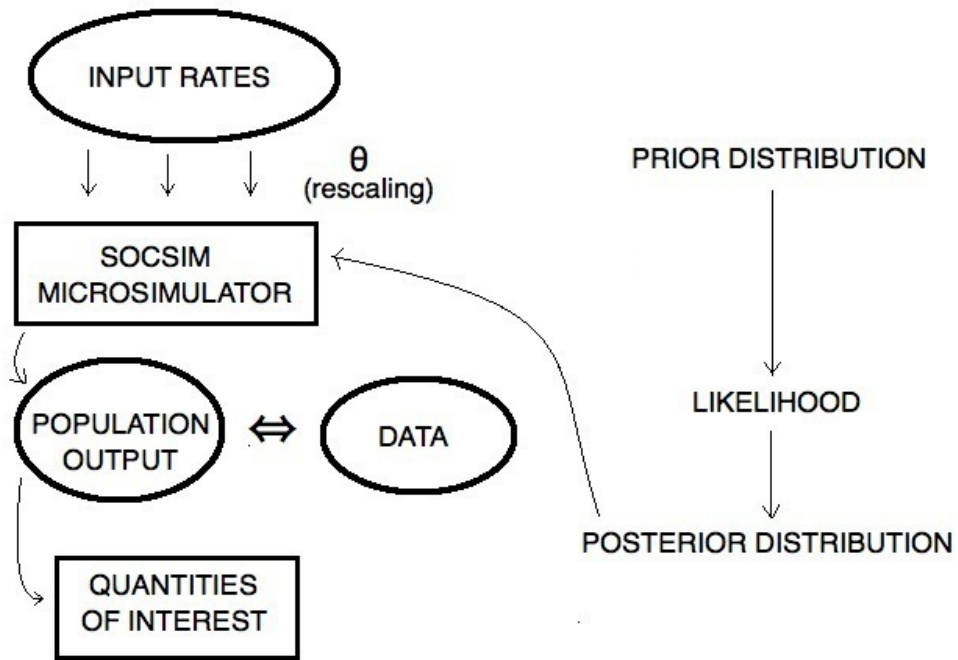 INPUT RATES
θ
(rescaling)
PRIOR DISTRIBUTION
SOCSIM
MICROSIMULATOR
LIKELIHOOD
POPULATION
OUTPUT
DATA
POSTERIOR DISTRIBUTION
QUANTITIES
OF INTEREST